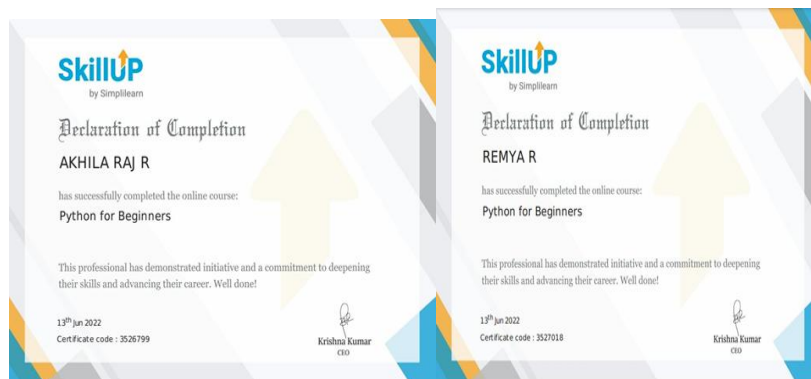 SkillUP
by Simplilearn
Declaration of Completion
AKHILA RAJ R
has successfully completed the online course:
Python for Beginners
This professional has demonstrated initiative and a commitment to deepening
their skills and advancing their career. Well done!
13th Jun 2022
Certificate code : 3526799
Krishna Kumar
CEO
SkillUP
by Simplilearn
Declaration of Completion
REMYA R
has successfully completed the online course:
Python for Beginners
This professional has demonstrated initiative and a commitment to deepening
their skills and advancing their career. Well done!
13th Jun 2022
Certificate code : 3527018
Krishna Kumar
CEO